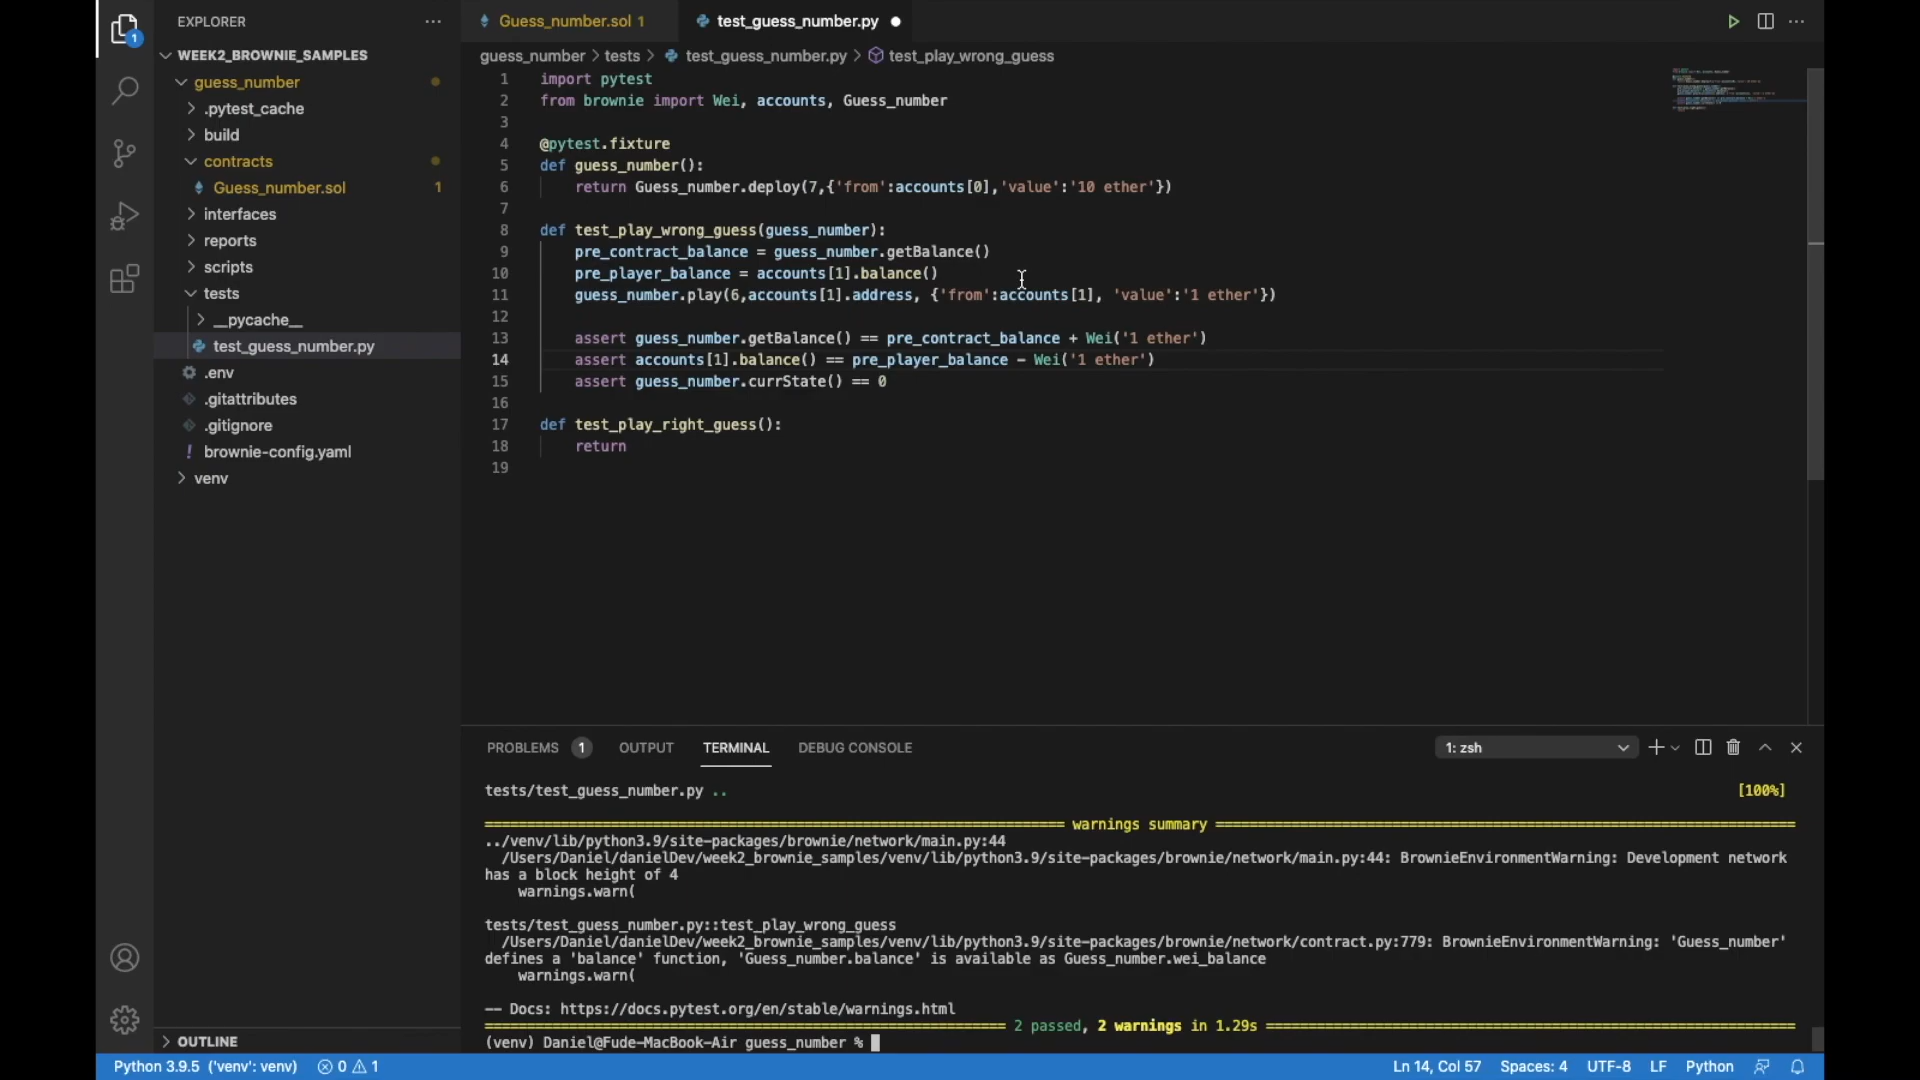 EXPLORER
WEEK2_BROWNIE_SAMPLES
guess_number
.pytest_cache
build
contracts
Guess_number.sol 1
interfaces
reports
scripts
tests
__pycache__
test_guess_number.py
.env
.gitattributes
.gitignore
brownie-config.yaml
venv
OUTLINE
1
Guess_number.sol 1
test_guess_number.py
guess_number > tests > test_guess_number.py > test_play_wrong_guess
1 import pytest
2 from brownie import Wei, accounts, Guess_number
3
4 @pytest.fixture
5 def guess_number():
6 return Guess_number.deploy(7,{'from':accounts[0],'value':'10 ether'})
7
8 def test_play_wrong_guess(guess_number):
9 pre_contract_balance = guess_number.getBalance()
10 pre_player_balance = accounts[1].balance()
11 guess_number.play(6,accounts[1].address, {'from':accounts[1], 'value':'1 ether'})
12
13 assert guess_number.getBalance() == pre_contract_balance + Wei('1 ether')
14 assert accounts[1].balance() == pre_player_balance - Wei('1 ether')
15 assert guess_number.currState() == 0
16
17 def test_play_right_guess():
18 return
19
PROBLEMS 1 OUTPUT TERMINAL DEBUG CONSOLE 1: zsh
tests/test_guess_number.py .. [100%]
warnings summary
../venv/lib/python3.9/site-packages/brownie/network/main.py:44
/Users/Daniel/danielDev/week2_brownie_samples/venv/lib/python3.9/site-packages/brownie/network/main.py:44: BrownieEnvironmentWarning: Development network
has a block height of 4
warnings.warn(
tests/test_guess_number.py::test_play_wrong_guess
/Users/Daniel/danielDev/week2_brownie_samples/venv/lib/python3.9/site-packages/brownie/network/contract.py:779: BrownieEnvironmentWarning: 'Guess_number'
defines a 'balance' function, 'Guess_number.balance' is available as Guess_number.wei_balance
warnings.warn(
-- Docs: https://docs.pytest.org/en/stable/warnings.html
2 passed, 2 warnings in 1.29s
(venv) Daniel@Fude-MacBook-Air guess_number %
Python 3.9.5 ('venv': venv) 0 1 Ln 14, Col 57 Spaces: 4 UTF-8 LF Python